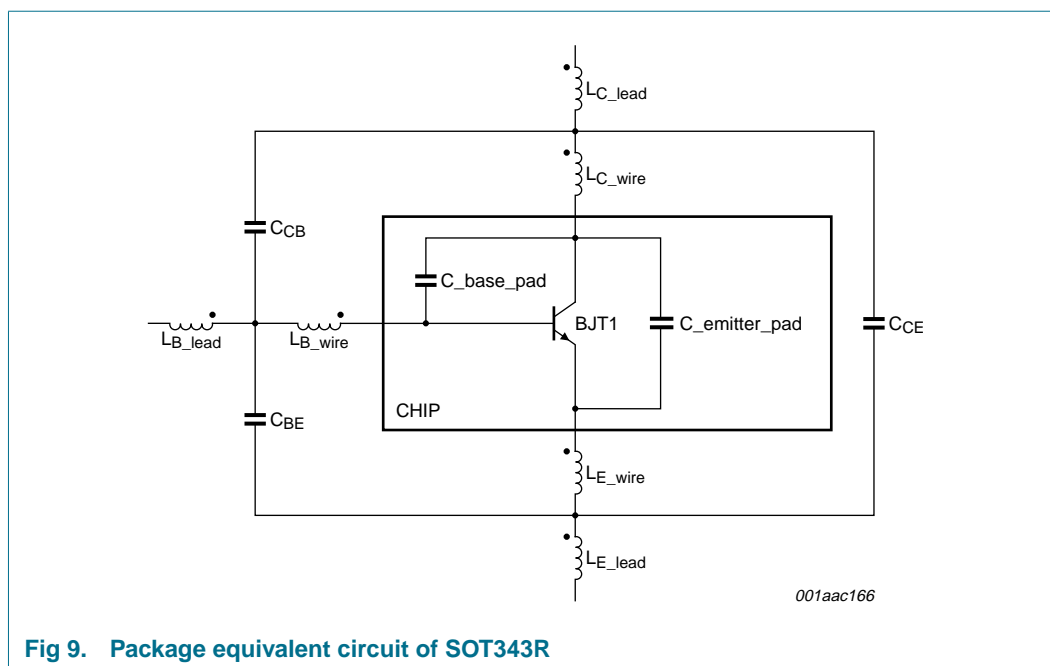 LC_lead
LC_wire
CCB
C_base_pad
BJT1
C_emitter_pad
CCE
LB_lead
LB_wire
CHIP
CBE
LE_wire
LE_lead
001aac166
Fig 9. Package equivalent circuit of SOT343R